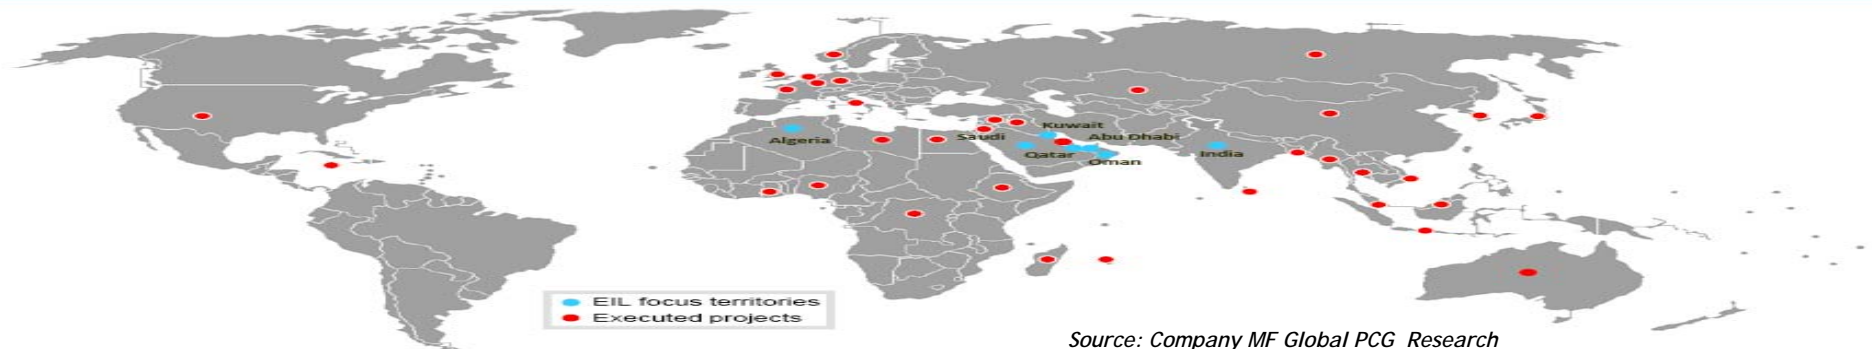 Kuwait
Saudi
Abu Dhabi
Algeria
Qatar
India
Oman
EIL focus territories
Executed projects
Source: Company MF Global PCG Research